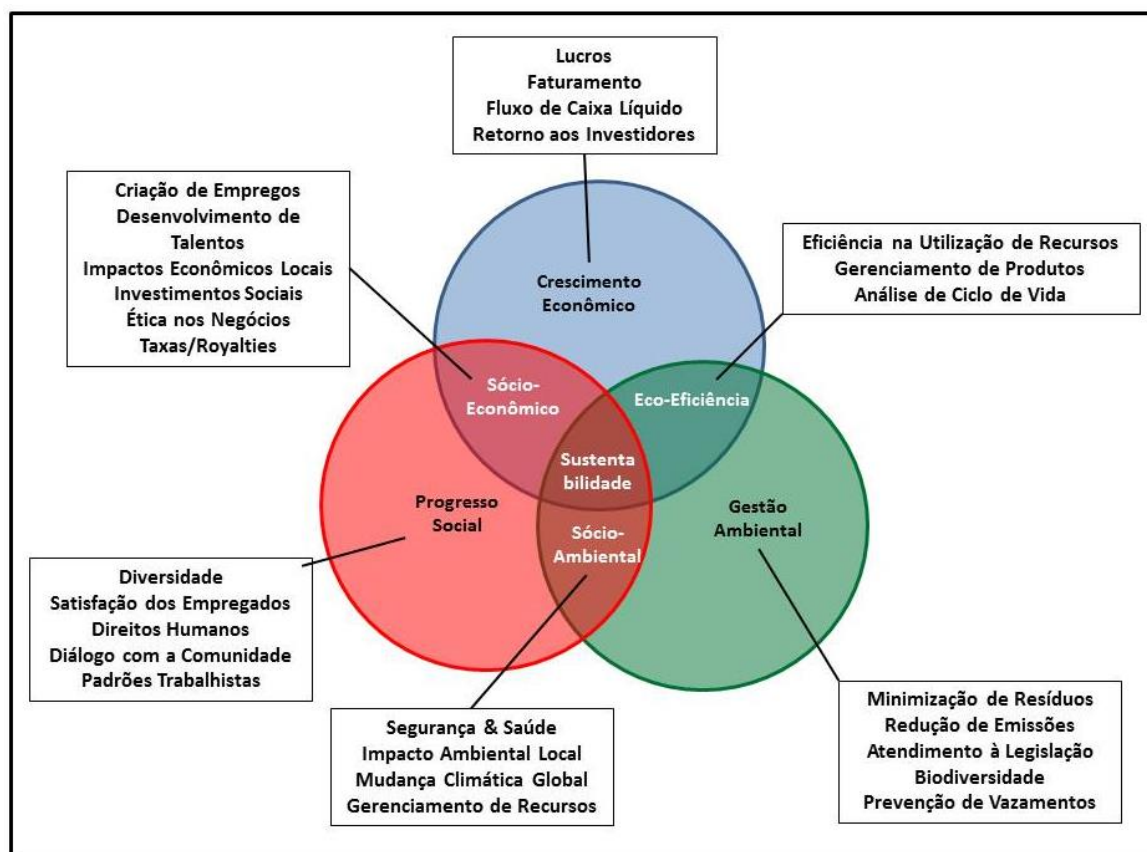 Lucros
Faturamento
Fluxo de Caixa Líquido
Retorno aos Investidores
Criação de Empregos
Desenvolvimento de
Talentos
Impactos Econômicos Locais
Investimentos Sociais
Ética nos Negócios
Taxas/Royalties
Eficiência na Utilização de Recursos
Gerenciamento de Produtos
Análise de Ciclo de Vida
Crescimento
Econômico
Sócio-
Econômico
Eco-Eficiência
Sustenta
bilidade
Progresso
Social
Gestão
Ambiental
Sócio-
Ambiental
Diversidade
Satisfação dos Empregados
Direitos Humanos
Diálogo com a Comunidade
Padrões Trabalhistas
Segurança & Saúde
Impacto Ambiental Local
Mudança Climática Global
Gerenciamento de Recursos
Minimização de Resíduos
Redução de Emissões
Atendimento à Legislação
Biodiversidade
Prevenção de Vazamentos